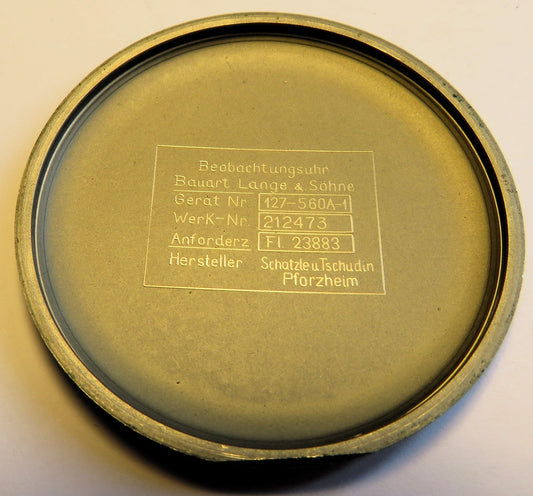 Beobachtungsuhr
Bauart Lange & Söhne
Gerät Nr 127-560A-1
Werk-Nr. 212473
Anforderz Fl 23883
Hersteller Schätzle u Tschudin
Pforzheim